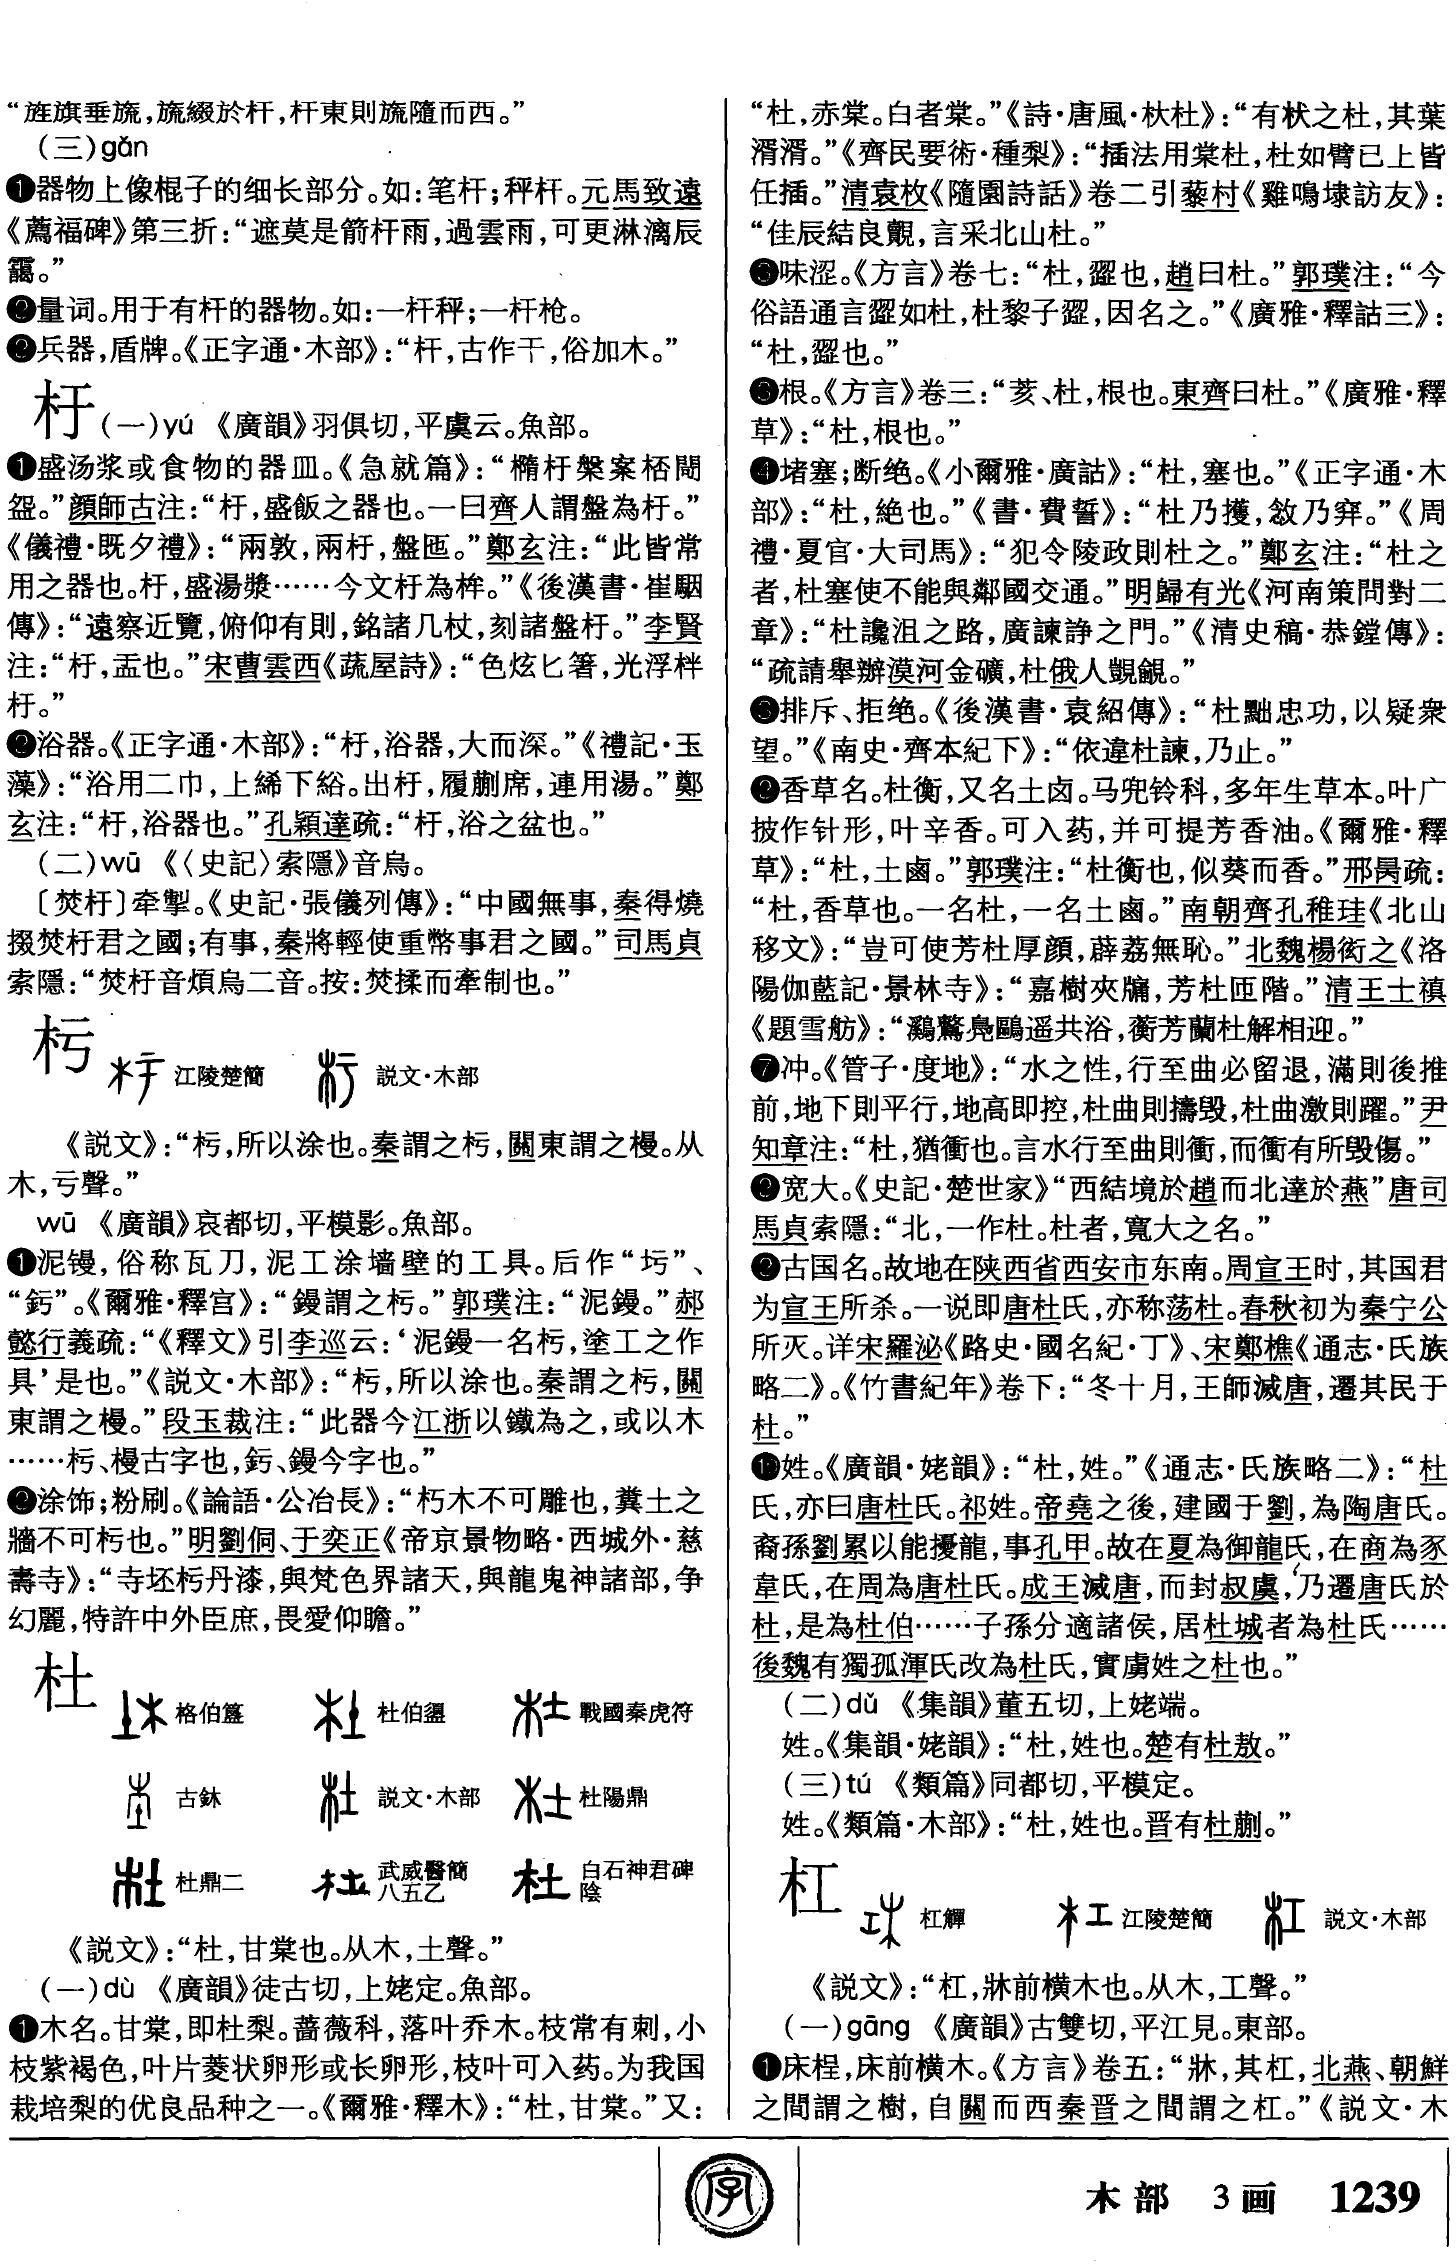 “旌旗垂旒,旒綴於杆,杆東則旒隨而西。”
(三)gǎn
❶器物上像棍子的细长部分。如:笔杆;秤杆。元馬致遠
《薦福碑》第三折:“遮莫是箭杆雨,過雲雨,可更淋漓辰
靄。”
❷量词。用于有杆的器物。如:一杆秤;一杆枪。
兵器,盾牌。《正字通·木部》:“杆,古作干,俗加木。”
杅 (一)yú 《廣韻》羽俱切,平虞云。魚部。
❶盛汤浆或食物的器皿。《急就篇》:“橢杅槃案桮閜
盌。”顔師古注:“杅,盛飯之器也。一曰齊人謂盤為杅。”
《儀禮·既夕禮》:“兩敦,兩杅,盤匜。”鄭玄注:“此皆常
用之器也。杅,盛湯漿……今文杅為桙。”《後漢書·崔駰
傳》:“遠察近覽,俯仰有則,銘諸几杖,刻諸盤杅。”李賢
注:“杅,盂也。”宋曹雲西《蔬屋詩》:“色炫匕箸,光浮柈
杅。”
❷浴器。《正字通·木部》:“杅,浴器,大而深。”《禮記·玉
藻》:“浴用二巾,上絺下綌。出杅,履蒯席,連用湯。”鄭
玄注:“杅,浴器也。”孔穎達疏:“杅,浴之盆也。”
(二)wū 《〈史記〉索隱》音烏。
〔焚杅〕牵掣。《史記·張儀列傳》:“中國無事,秦得燒
掇焚杅君之國;有事,秦將輕使重幣事君之國。”司馬貞
索隱:“焚杅音煩烏二音。按:焚揉而牽制也。”
杇 江陵楚簡 説文·木部
《説文》:“杇,所以涂也。秦謂之杇,關東謂之槾。从
木,亏聲。”
wū 《廣韻》哀都切,平模影。魚部。
❶泥镘,俗称瓦刀,泥工涂墙壁的工具。后作“圬”、
“釫”。《爾雅·釋宫》:“鏝謂之杇。”郭璞注:“泥鏝。”郝
懿行義疏:“《釋文》引李巡云:‘泥鏝一名杇,塗工之作
具’是也。”《説文·木部》:“杇,所以涂也。秦謂之杇,關
東謂之槾。”段玉裁注:“此器今江浙以鐵為之,或以木
……杇、槾古字也,釫、鏝今字也。”
❷涂饰;粉刷。《論語·公冶長》:“朽木不可雕也,糞土之
牆不可杇也。”明劉侗、于奕正《帝京景物略·西城外·慈
壽寺》:“寺坯杇丹漆,與梵色界諸天,與龍鬼神諸部,争
幻麗,特許中外臣庶,畏愛仰瞻。”
杜 格伯簋 杜伯盨 戰國秦虎符
古鉥 説文·木部 杜陽鼎
杜鼎二 武威醫簡八五乙 白石神君碑陰
《説文》:“杜,甘棠也。从木,土聲。”
(一)dù 《廣韻》徒古切,上姥定。魚部。
❶木名。甘棠,即杜梨。蔷薇科,落叶乔木。枝常有刺,小
枝紫褐色,叶片菱状卵形或长卵形,枝叶可入药。为我国
栽培梨的优良品种之一。《爾雅·釋木》:“杜,甘棠。”又:
“杜,赤棠。白者棠。”《詩·唐風·杕杜》:“有杕之杜,其葉
湑湑。”《齊民要術·種梨》:“插法用棠杜,杜如臂已上皆
任插。”清袁枚《隨園詩話》卷二引藜村《雞鳴埭訪友》:
“佳辰結良覿,言采北山杜。”
味涩。《方言》卷七:“杜,蹷也,趙曰杜。”郭璞注:“今
俗語通言澀如杜,杜黎子澀,因名之。”《廣雅·釋詁三》:
“杜,澀也。”
根。《方言》卷三:“荄、杜,根也。東齊曰杜。”《廣雅·釋
草》:“杜,根也。”
❹堵塞;断绝。《小爾雅·廣詁》:“杜,塞也。”《正字通·木
部》:“杜,絶也。”《書·費誓》:“杜乃擭,敜乃穽。”《周
禮·夏官·大司馬》:“犯令陵政則杜之。”鄭玄注:“杜之
者,杜塞使不能與鄰國交通。”明歸有光《河南策問對二
章》:“杜讒沮之路,廣諫諍之門。”《清史稿·恭鏜傳》:
“疏請舉辦漠河金礦,杜俄人覬覦。”
排斥、拒绝。《後漢書·袁紹傳》:“杜黜忠功,以疑衆
望。”《南史·齊本紀下》:“依違杜諫,乃止。”
香草名。杜衡,又名土卤。马兜铃科,多年生草本。叶广
披作针形,叶辛香。可入药,并可提芳香油。《爾雅·釋
草》:“杜,土鹵。”郭璞注:“杜衡也,似葵而香。”邢昺疏:
“杜,香草也。一名杜,一名土鹵。”南朝齊孔稚珪《北山
移文》:“豈可使芳杜厚顔,薜荔無恥。”北魏楊衒之《洛
陽伽藍記·景林寺》:“嘉樹夾牖,芳杜匝階。”清王士禛
《題雪舫》:“鸂鷘鳧鷗遥共浴,蘅芳蘭杜解相迎。”
❼冲。《管子·度地》:“水之性,行至曲必留退,滿則後推
前,地下則平行,地高即控,杜曲則擣毁,杜曲激則躍。”尹
知章注:“杜,猶衝也。言水行至曲則衝,而衝有所毁傷。”
宽大。《史記·楚世家》“西結境於趙而北達於燕”唐司
馬貞索隱:“北,一作杜。杜者,寬大之名。”
古国名。故地在陕西省西安市东南。周宣王时,其国君
为宣王所杀。一说即唐杜氏,亦称荡杜。春秋初为秦宁公
所灭。详宋羅泌《路史·國名紀·丁》、宋鄭樵《通志·氏族
略二》。《竹書紀年》卷下:“冬十月,王師滅唐,遷其民于
杜。”
姓。《廣韻·姥韻》:“杜,姓。”《通志·氏族略二》:“杜
氏,亦曰唐杜氏。祁姓。帝堯之後,建國于劉,為陶唐氏。
裔孫劉累以能擾龍,事孔甲。故在夏為御龍氏,在商為豕
韋氏,在周為唐杜氏。成王滅唐,而封叔虞,乃遷唐氏於
杜,是為杜伯……子孫分適諸侯,居杜城者為杜氏……
後魏有獨孤渾氏改為杜氏,實虜姓之杜也。”
(二)dǔ 《集韻》董五切,上姥端。
姓。《集韻·姥韻》:“杜,姓也。楚有杜敖。”
(三)tú 《類篇》同都切,平模定。
姓。《類篇·木部》:“杜,姓也。晋有杜蒯。”
杠 杠觶 江陵楚簡 説文·木部
《説文》:“杠,牀前横木也。从木,工聲。”
(一)gāng 《廣韻》古雙切,平江見。東部。
❶床桯,床前横木。《方言》卷五:“牀,其杠,北燕、朝鮮
之間謂之樹,自關而西秦晋之間謂之杠。”《説文·木
字
木部 3画 1239